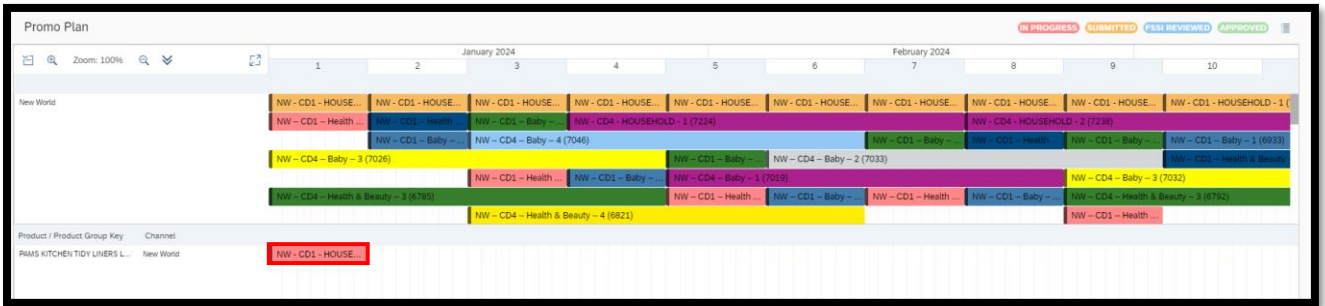 Promo Plan IN PROGRESS SUBMITTED FSSI REVIEWED APPROVED
Zoom: 100% January 2024 February 2024
1 2 3 4 5 6 7 8 9 10
New World NW - CD1 - HOUSE... NW - CD1 - HOUSE... NW - CD1 - HOUSE... NW - CD1 - HOUSE... NW - CD1 - HOUSE... NW - CD1 - HOUSE... NW - CD1 - HOUSE... NW - CD1 - HOUSE... NW - CD1 - HOUSE... NW - CD1 - HOUSEHOLD - 1 (
NW – CD1 – Health ... NW – CD1 – Health ... NW – CD1 – Baby – ... NW - CD4 - HOUSEHOLD - 1 (7224) NW - CD4 - HOUSEHOLD - 2 (7238)
NW – CD1 – Baby – ... NW – CD4 – Baby – 4 (7046) NW – CD1 – Baby – ... NW – CD1 – Health ... NW – CD1 – Baby – ... NW – CD1 – Baby – 1 (6933)
NW – CD4 – Baby – 3 (7026) NW – CD1 – Baby – ... NW – CD4 – Baby – 2 (7033) NW – CD1 – Health & Beauty
NW – CD1 – Health ... NW – CD1 – Baby – ... NW – CD4 – Baby – 1 (7019) NW – CD4 – Baby – 3 (7032)
NW – CD4 – Health & Beauty – 3 (6785) NW – CD1 – Health ... NW – CD1 – Baby – ... NW – CD1 – Health ... NW – CD1 – Baby – ... NW – CD4 – Health & Beauty – 3 (6792)
NW – CD4 – Health & Beauty – 4 (6821) NW – CD1 – Health ...
Product / Product Group Key Channel
PAMS KITCHEN TIDY LINERS L... New World NW - CD1 - HOUSE...